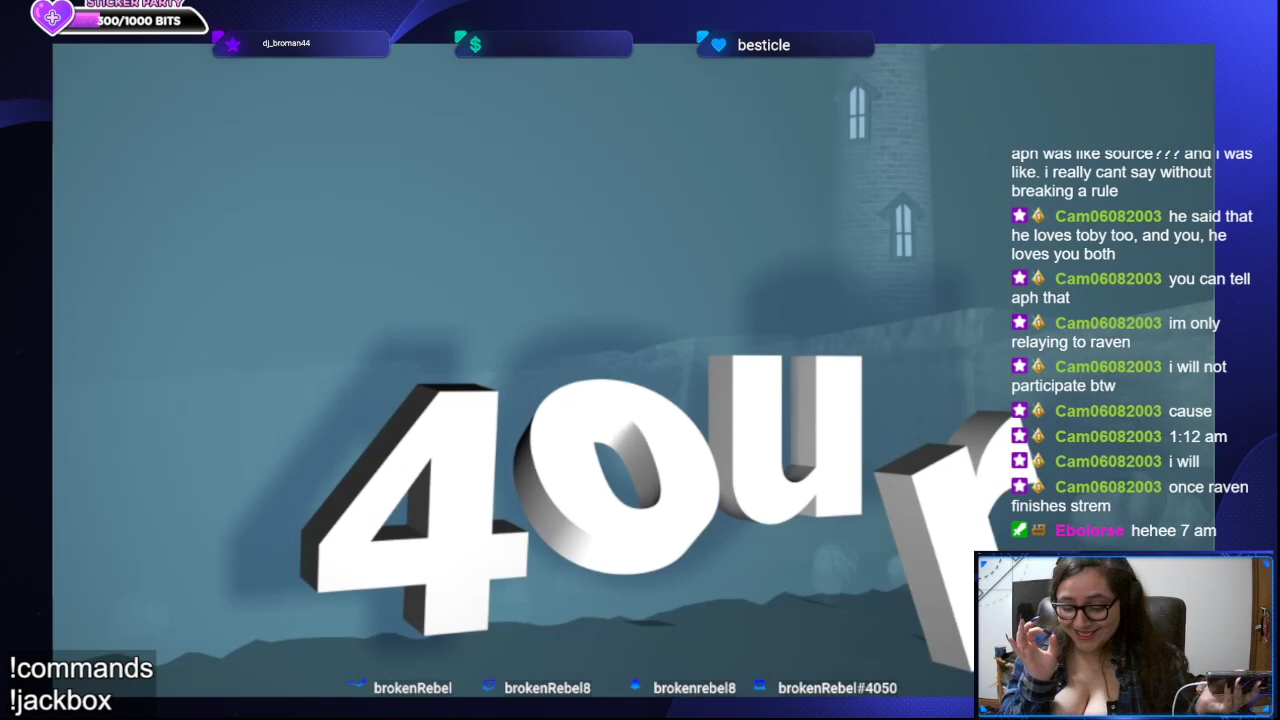 STICKER PARTY
300/1000 BITS
dj_broman44
$
besticle
aph was like source??? and i was
like. i really cant say without
breaking a rule
Cam06082003 he said that
he loves toby too, and you, he
loves you both
Cam06082003 you can tell
aph that
Cam06082003 im only
relaying to raven
Cam06082003 i will not
participate btw
Cam06082003 cause
Cam06082003 1:12 am
Cam06082003 i will
Cam06082003 once raven
finishes strem
Ebolorse hehee 7 am
4our
!commands
!jackbox
brokenRebel
brokenRebel8
brokenrebel8
brokenRebel#4050